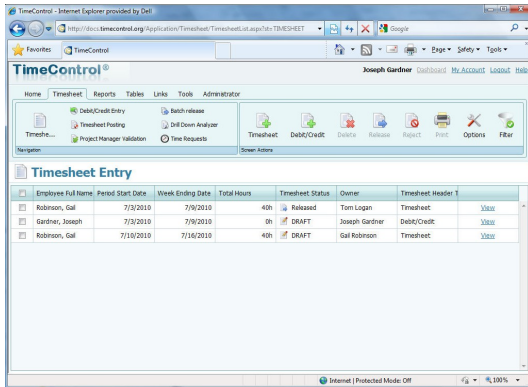 TimeControl - Internet Explorer provided by Dell
http://docs.timecontrol.org/Application/Timesheet/TimesheetList.aspx?st=TIMESHEET
Google
Favorites TimeControl
Page Safety Tools
TimeControl®
Joseph Gardner Dashboard My Account Logout Help
Home Timesheet Reports Tables Links Tools Administrator
Timeshe...
Debit/Credit Entry
Timesheet Posting
Project Manager Validation
Batch release
Drill Down Analyzer
Time Requests
Timesheet Debit/Credit Delete Release Reject Print Options Filter
Navigation Screen Actions
Timesheet Entry
Employee Full Name Period Start Date Week Ending Date Total Hours Timesheet Status Owner Timesheet Header T
Robinson, Gail 7/3/2010 7/9/2010 40h Released Tom Logan Timesheet View
Gardner, Joseph 7/3/2010 7/9/2010 0h DRAFT Joseph Gardner Debit/Credit View
Robinson, Gail 7/10/2010 7/16/2010 40h DRAFT Gail Robinson Timesheet View
Internet | Protected Mode: Off 100%